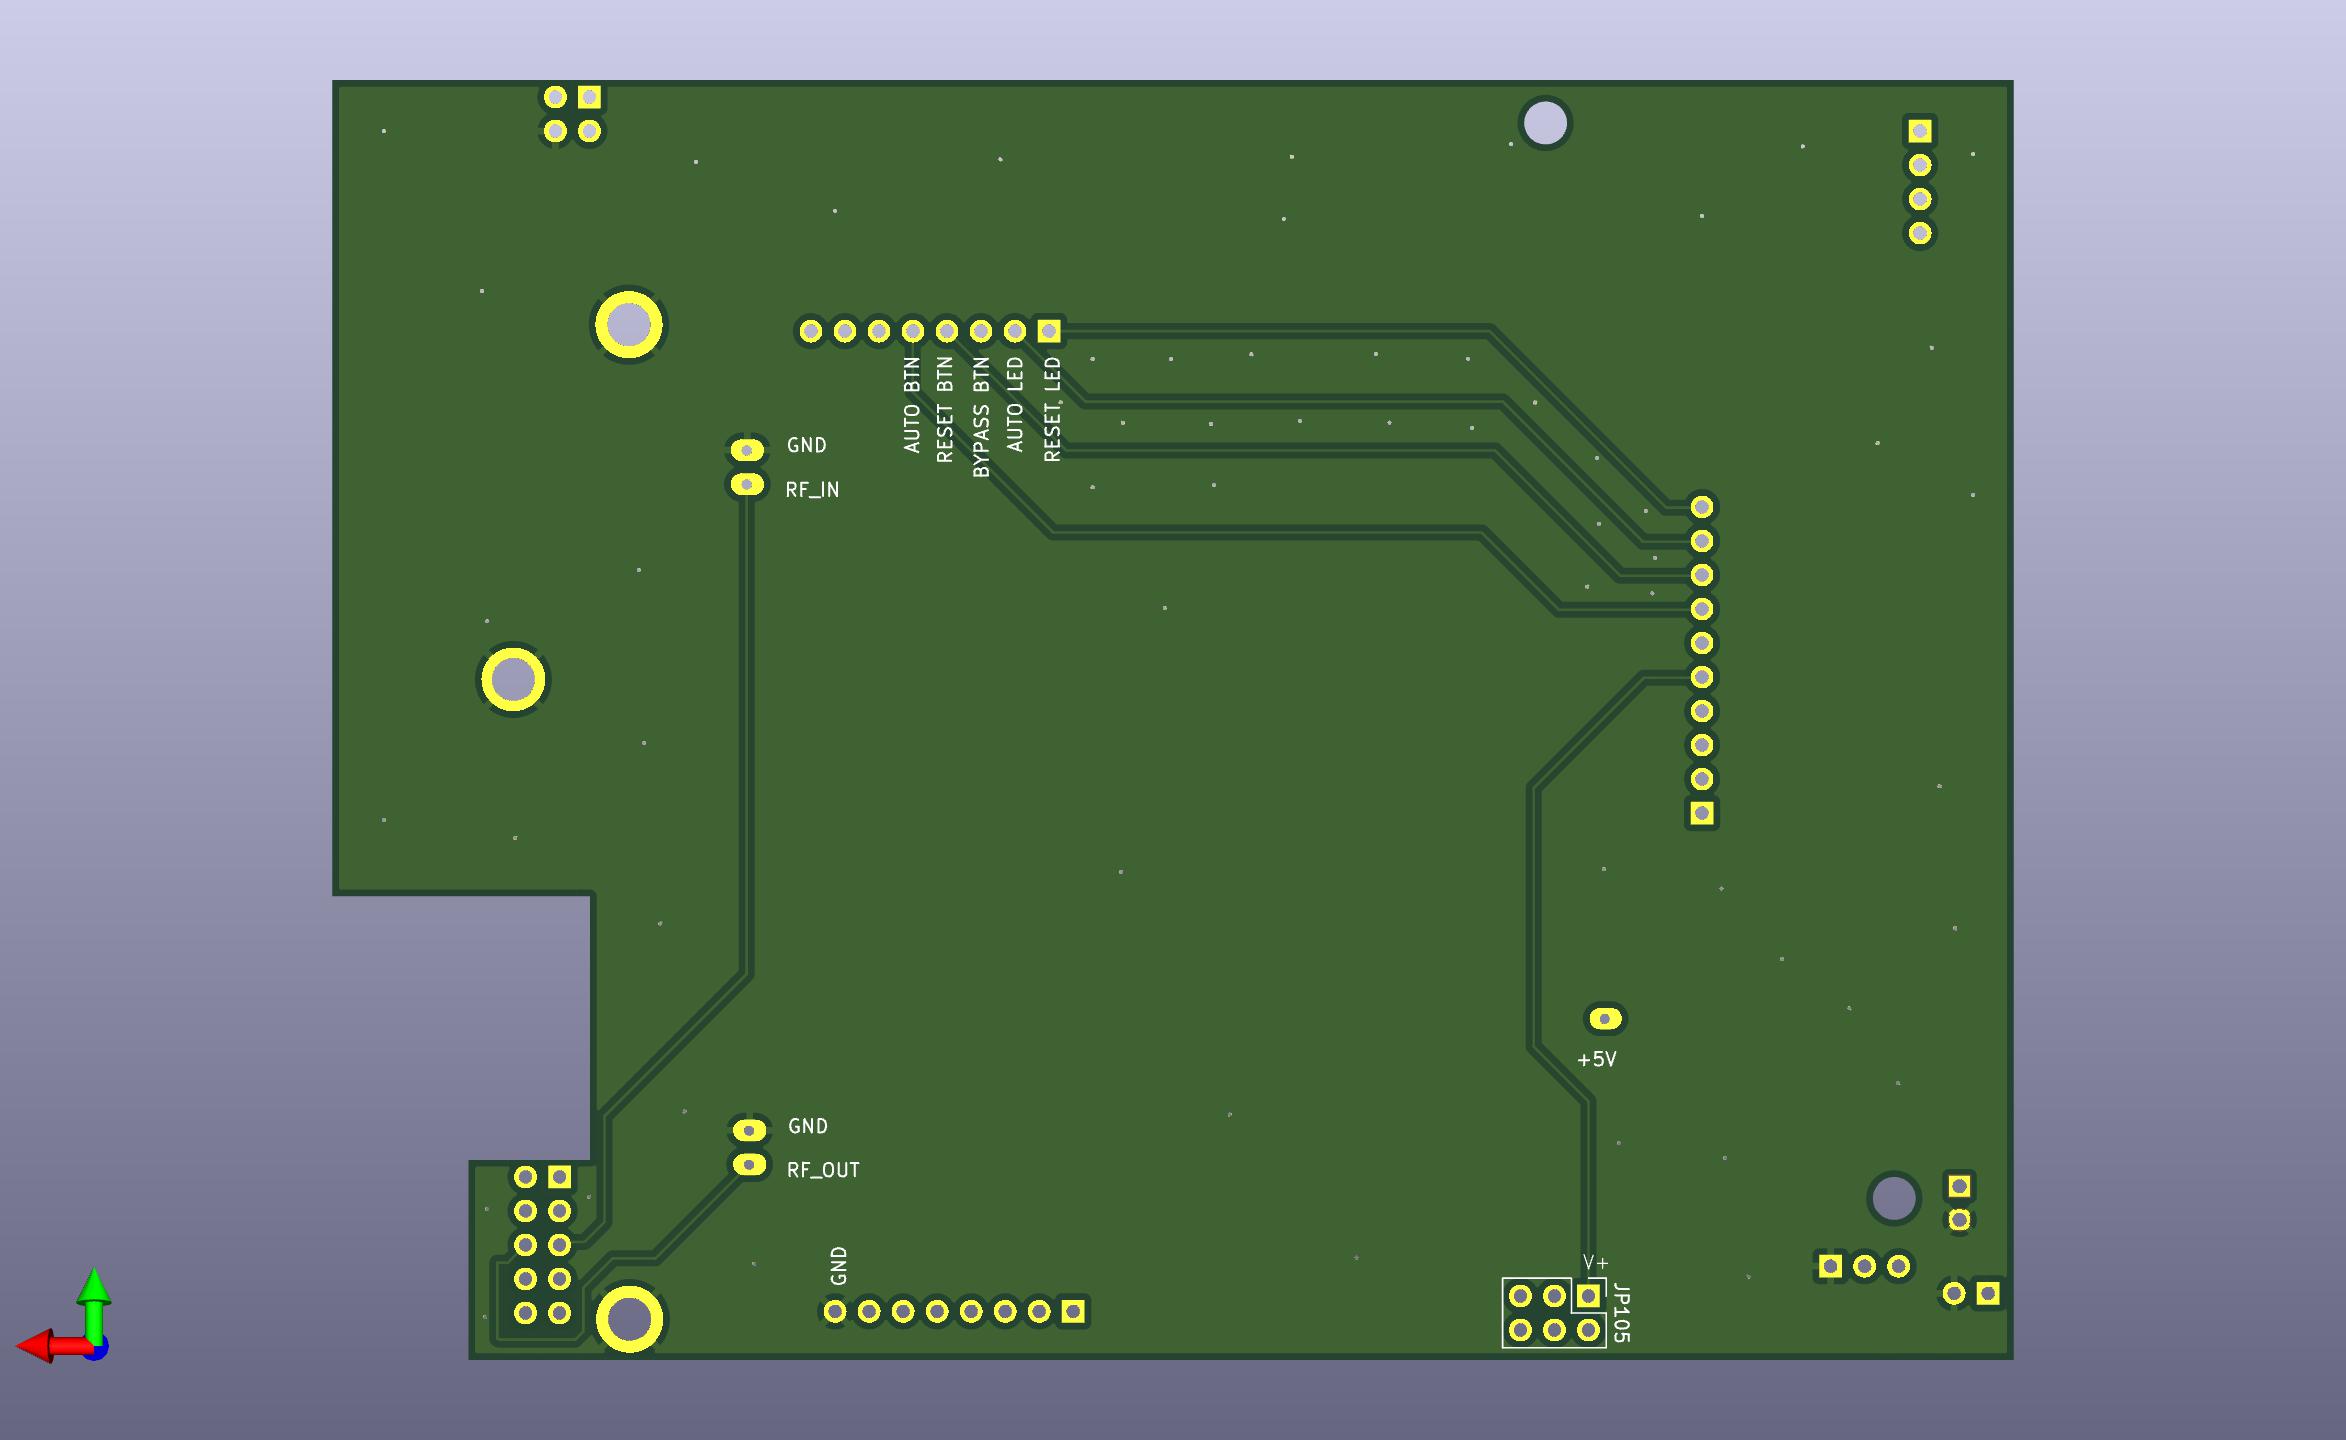 AUTO BTN
RESET BTN
BYPASS BTN
AUTO LED
RESET LED
GND
RF_IN
+5V
GND
RF_OUT
GND
V+
JP105